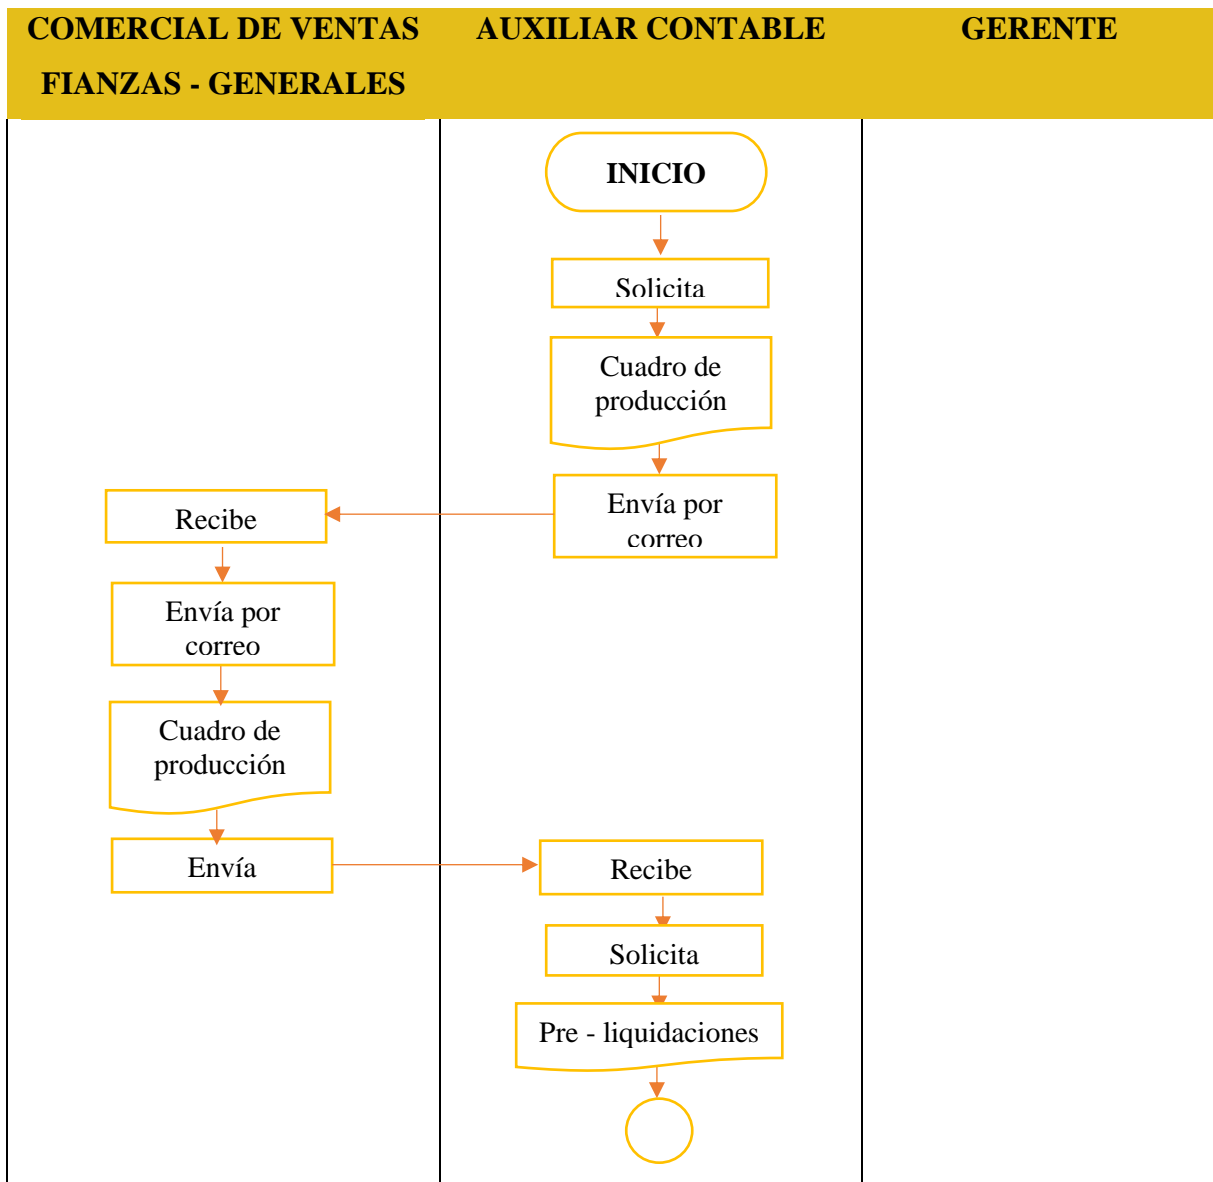 COMERCIAL DE VENTAS
FIANZAS - GENERALES
AUXILIAR CONTABLE
GERENTE
INICIO
Solicita
Cuadro de
producción
Envía por
correo
Recibe
Envía por
correo
Cuadro de
producción
Envía
Recibe
Solicita
Pre - liquidaciones